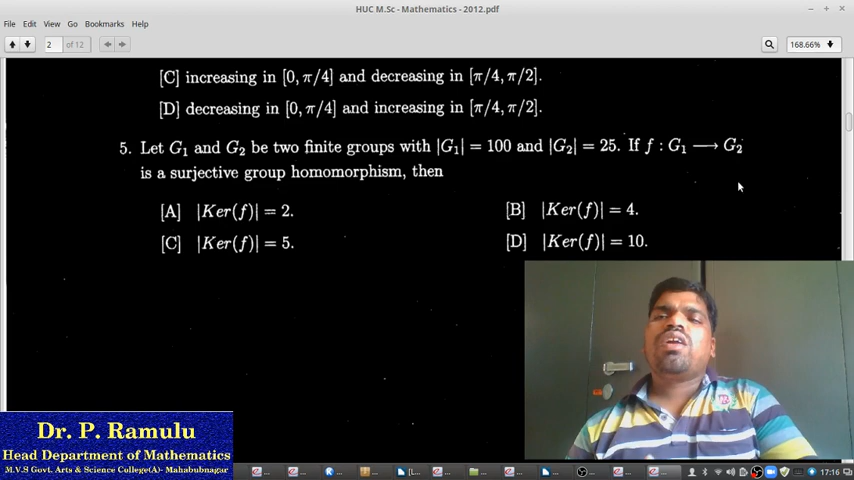 HUC M.Sc - Mathematics - 2012.pdf
File Edit View Go Bookmarks Help
2 of 12
168.66%
[C] increasing in [0, π/4] and decreasing in [π/4, π/2].
[D] decreasing in [0, π/4] and increasing in [π/4, π/2].
5. Let G₁ and G₂ be two finite groups with |G₁| = 100 and |G₂| = 25. If f : G₁ ⟶ G₂
is a surjective group homomorphism, then
[A] |Ker(f)| = 2.
[B] |Ker(f)| = 4.
[C] |Ker(f)| = 5.
[D] |Ker(f)| = 10.
Dr. P. Ramulu
Head Department of Mathematics
M.V.S Govt. Arts & Science College(A)- Mahabubnagar
17:16